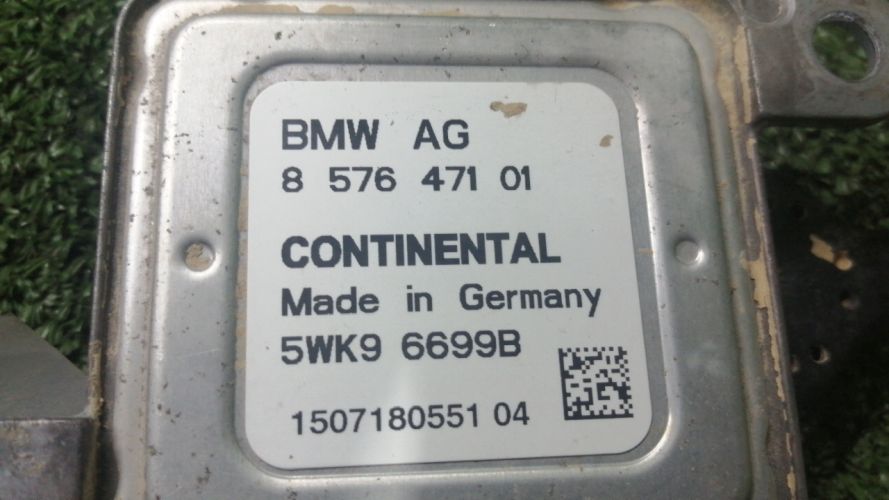 BMW AG
8 576 471 01
CONTINENTAL
Made in Germany
5WK9 6699B
1507180551 04